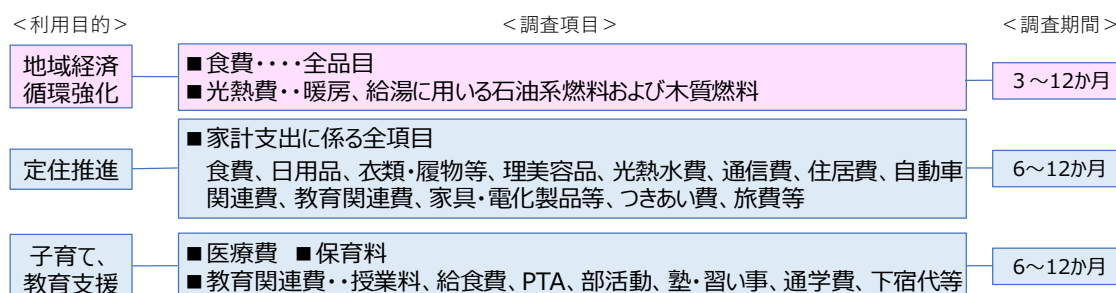 ＜利用目的＞
＜調査項目＞
＜調査期間＞
地域経済
循環強化
■食費・・・・全品目
■光熱費・・暖房、給湯に用いる石油系燃料および木質燃料
３～12か月
定住推進
■家計支出に係る全項目
食費、日用品、衣類・履物等、理美容品、光熱水費、通信費、住居費、自動車
関連費、教育関連費、家具・電化製品等、つきあい費、旅費等
6～12か月
子育て、
教育支援
■医療費 ■保育料
■教育関連費・・授業料、給食費、PTA、部活動、塾・習い事、通学費、下宿代等
6～12か月